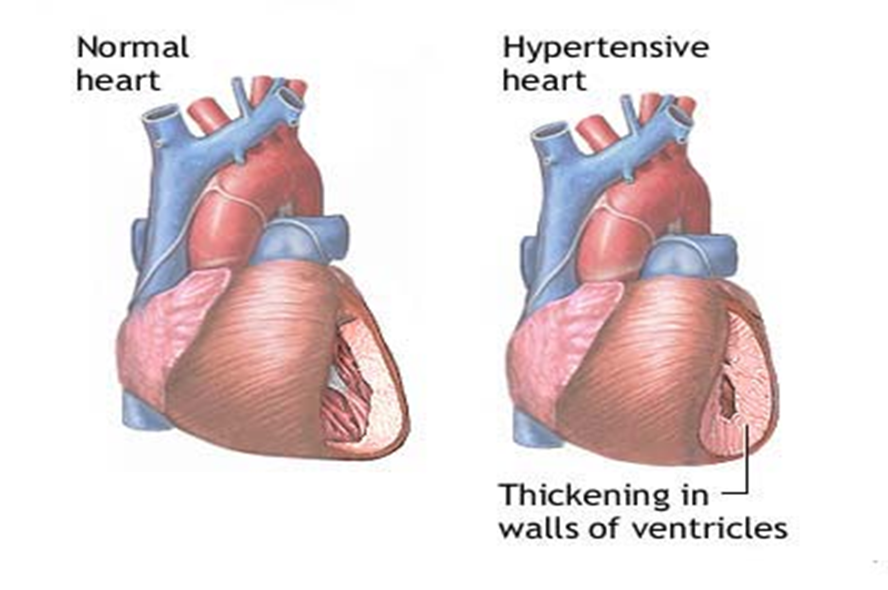 Normal
heart
Hypertensive
heart
Thickening in
walls of ventricles